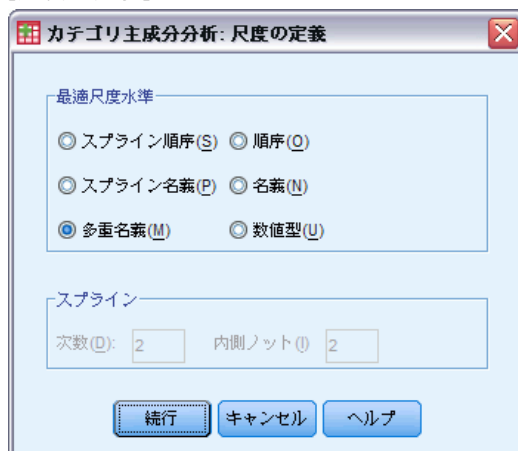 カテゴリ主成分分析: 尺度の定義
最適尺度水準
スプライン順序(S) 順序(O)
スプライン名義(P) 名義(N)
多重名義(M) 数値型(U)
スプライン
次数(D): 2 内側ノット(I) 2
続行 キャンセル ヘルプ